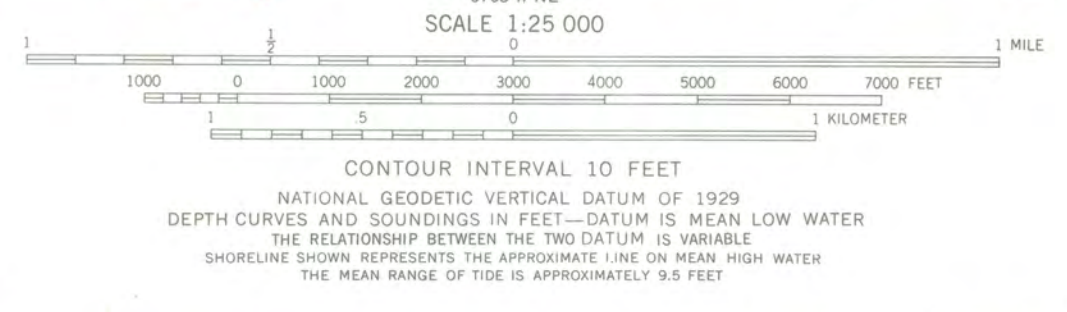 SCALE 1:25 000
1 ½ 0 1 MILE
1000 0 1000 2000 3000 4000 5000 6000 7000 FEET
1 .5 0 1 KILOMETER
CONTOUR INTERVAL 10 FEET
NATIONAL GEODETIC VERTICAL DATUM OF 1929
DEPTH CURVES AND SOUNDINGS IN FEET—DATUM IS MEAN LOW WATER
THE RELATIONSHIP BETWEEN THE TWO DATUM IS VARIABLE
SHORELINE SHOWN REPRESENTS THE APPROXIMATE LINE ON MEAN HIGH WATER
THE MEAN RANGE OF TIDE IS APPROXIMATELY 9.5 FEET